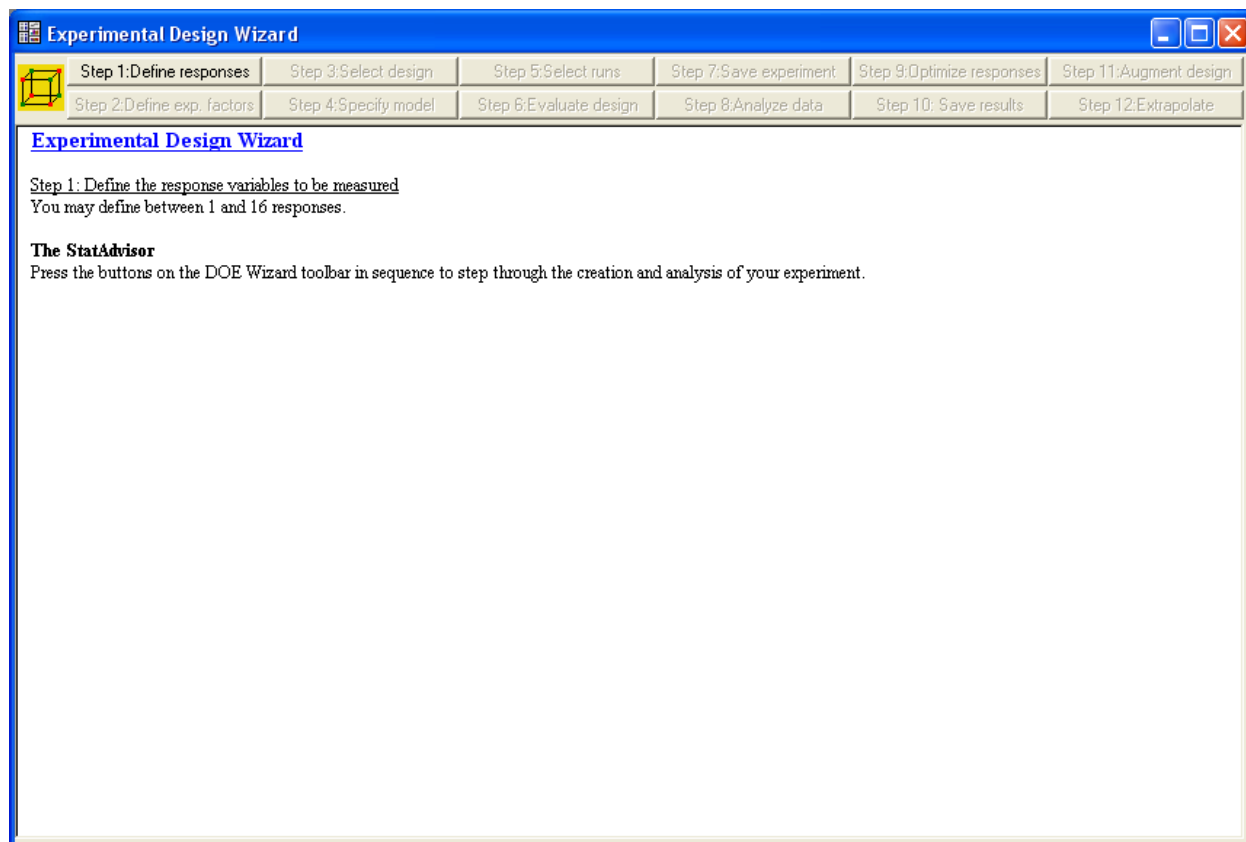 Experimental Design Wizard
Step 1:Define responses
Step 3:Select design
Step 5:Select runs
Step 7:Save experiment
Step 9:Optimize responses
Step 11:Augment design
Step 2:Define exp. factors
Step 4:Specify model
Step 6:Evaluate design
Step 8:Analyze data
Step 10: Save results
Step 12:Extrapolate
Experimental Design Wizard
Step 1: Define the response variables to be measured
You may define between 1 and 16 responses.
The StatAdvisor
Press the buttons on the DOE Wizard toolbar in sequence to step through the creation and analysis of your experiment.